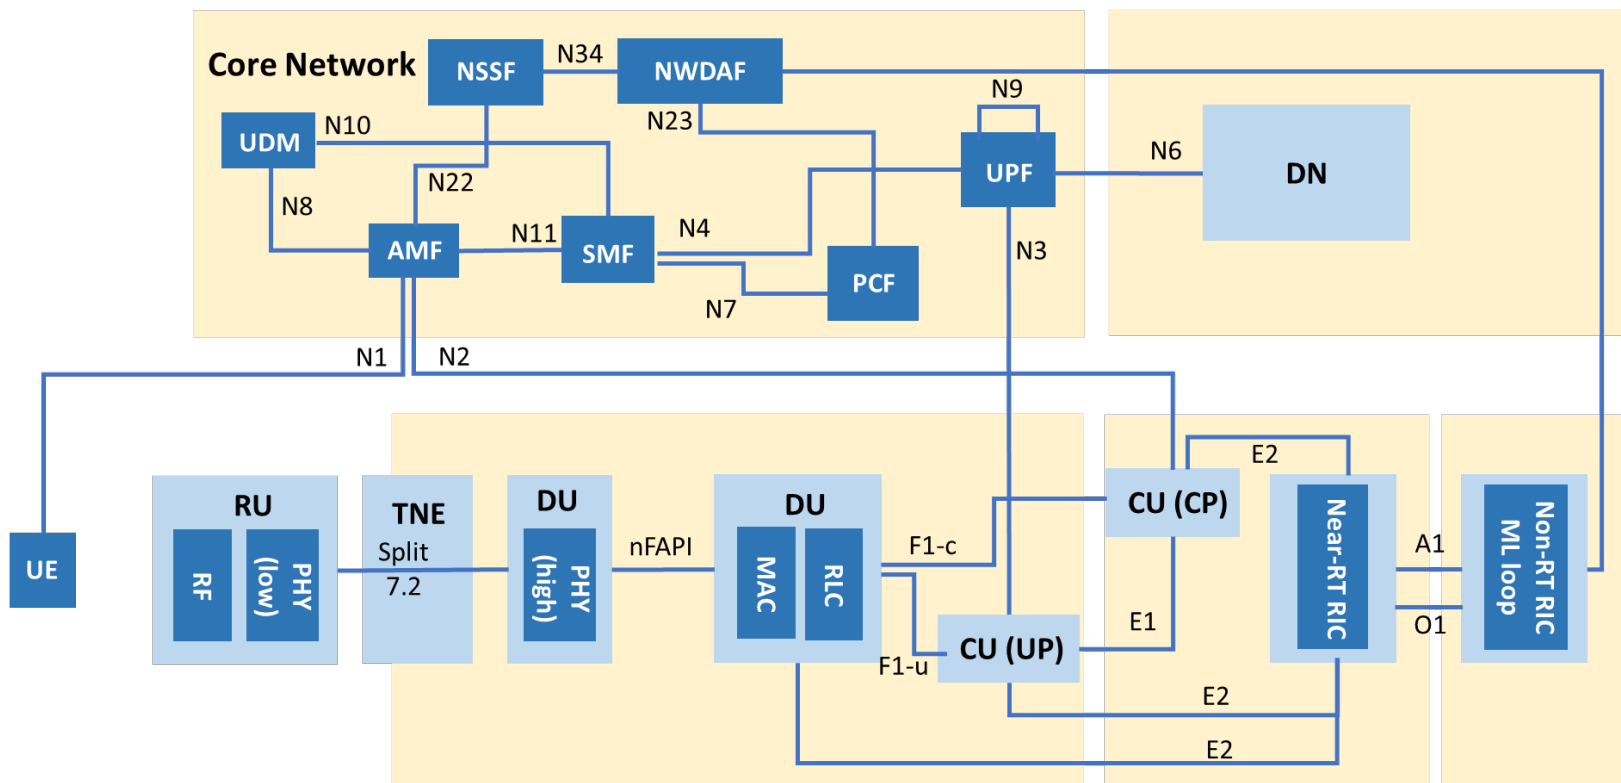 Core Network
NSSF
N34
NWDAF
N9
UDM
N10
N23
UPF
N6
DN
N22
N8
AMF
N11
SMF
N4
N3
PCF
N7
N1
N2
E2
RU
TNE
DU
DU
CU (CP)
Split
7.2
nFAPI
F1-c
A1
UE
RF
PHY
(low)
PHY
(high)
MAC
RLC
Near-RT RIC
Non-RT RIC
ML loop
O1
E1
CU (UP)
F1-u
E2
E2